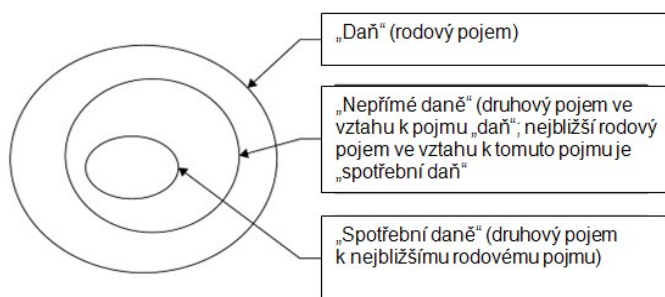 „Daň“ (rodový pojem)
„Nepřímé daně“ (druhový pojem ve
vztahu k pojmu „daň“; nejbližší rodový
pojem ve vztahu k tomuto pojmu je
„spotřební daň“
„Spotřební daně“ (druhový pojem
k nejbližšímu rodovému pojmu)